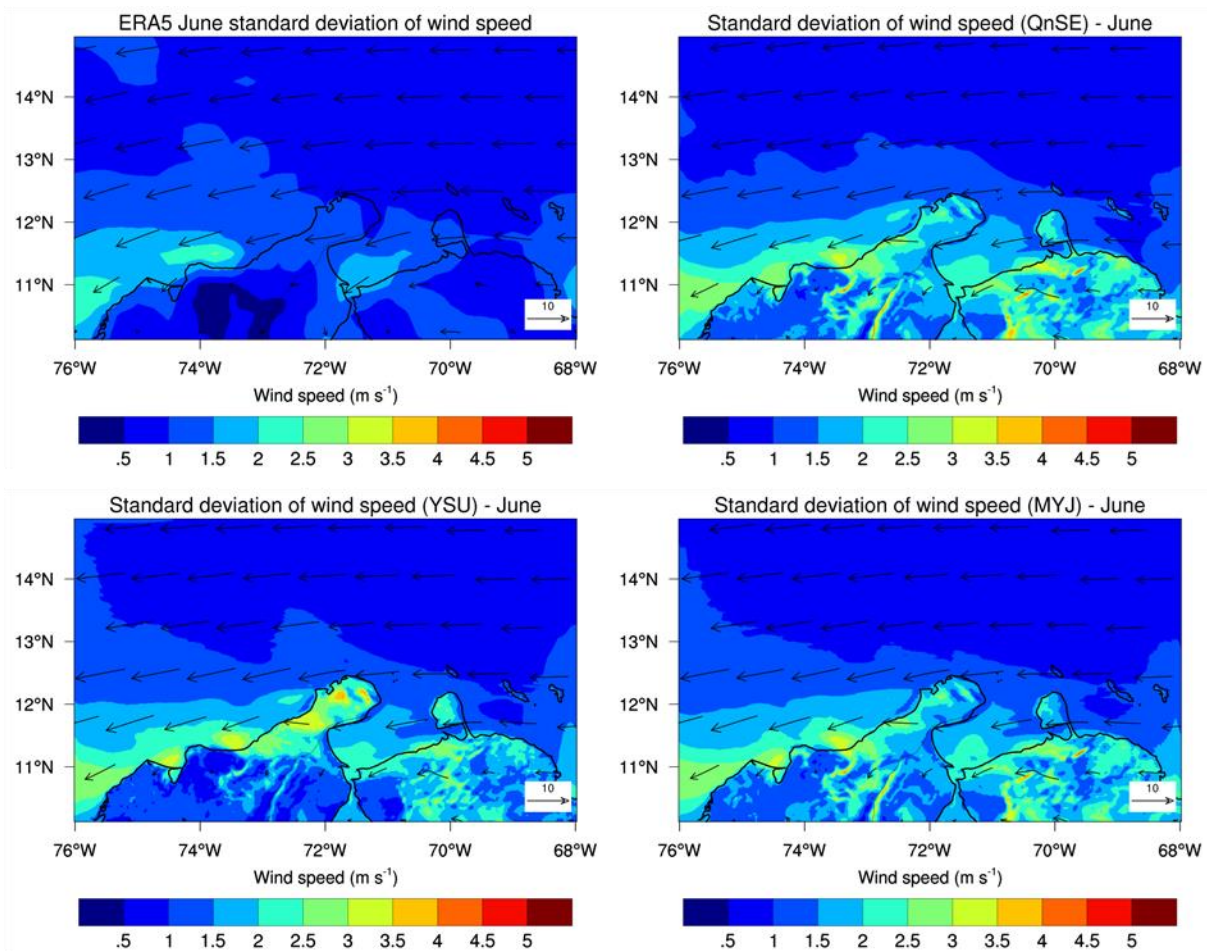 ERA5 June standard deviation of wind speed
14°N
13°N
12°N
11°N
10
76°W 74°W 72°W 70°W 68°W
Wind speed (m s⁻¹)
.5 1 1.5 2 2.5 3 3.5 4 4.5 5
Standard deviation of wind speed (QnSE) - June
14°N
13°N
12°N
11°N
10
76°W 74°W 72°W 70°W 68°W
Wind speed (m s⁻¹)
.5 1 1.5 2 2.5 3 3.5 4 4.5 5
Standard deviation of wind speed (YSU) - June
14°N
13°N
12°N
11°N
10
76°W 74°W 72°W 70°W 68°W
Wind speed (m s⁻¹)
.5 1 1.5 2 2.5 3 3.5 4 4.5 5
Standard deviation of wind speed (MYJ) - June
14°N
13°N
12°N
11°N
10
76°W 74°W 72°W 70°W 68°W
Wind speed (m s⁻¹)
.5 1 1.5 2 2.5 3 3.5 4 4.5 5